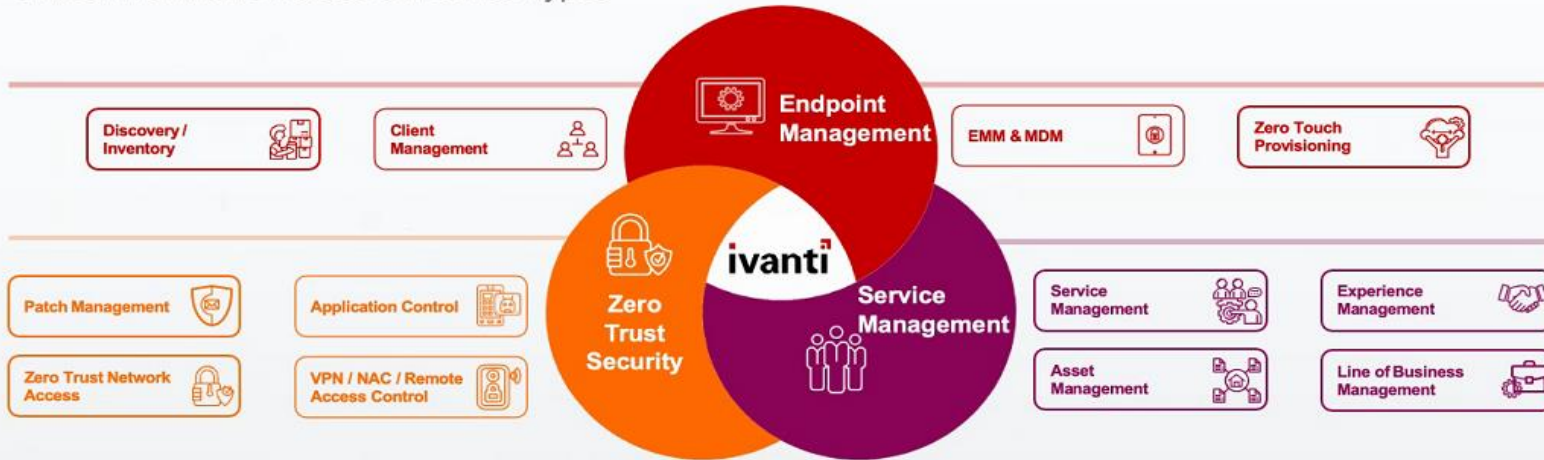 Endpoint
Management
Discovery /
Inventory
Client
Management
EMM & MDM
Zero Touch
Provisioning
ivanti
Zero
Trust
Security
Service
Management
Patch Management
Application Control
Zero Trust Network
Access
VPN / NAC / Remote
Access Control
Service
Management
Experience
Management
Asset
Management
Line of Business
Management